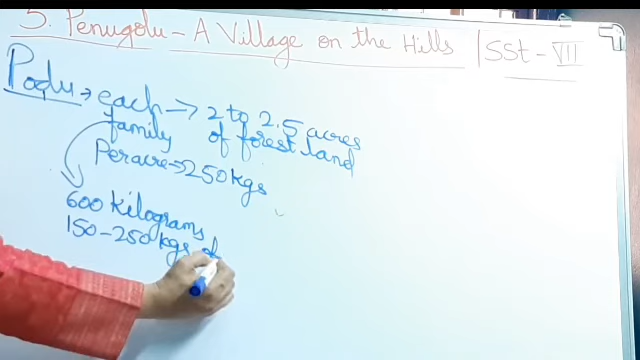 5. Penugolu - A Village on the Hills | SSt - VII
Podu → each → 2 to 2.5 acres
family of forest land
Per acre → 250 kgs
600 kilograms
150-250 kgs of